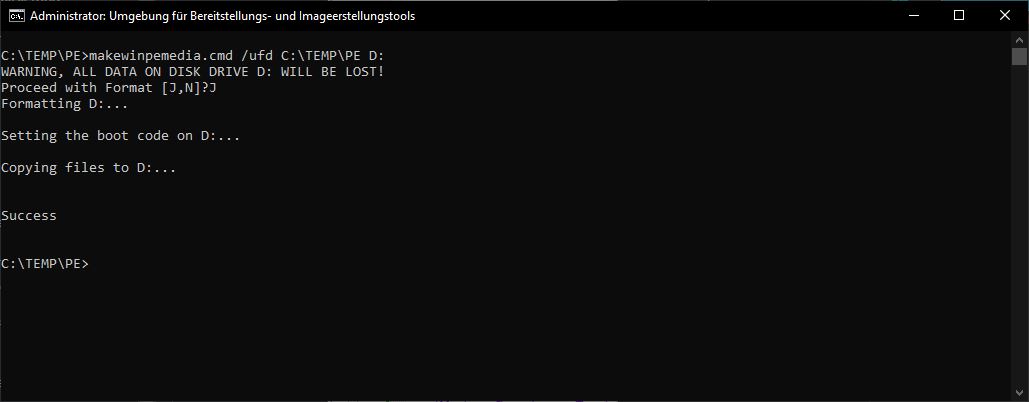 Administrator: Umgebung für Bereitstellungs- und Imageerstellungstools
C:\TEMP\PE>makewinpemedia.cmd /ufd C:\TEMP\PE D:
WARNING, ALL DATA ON DISK DRIVE D: WILL BE LOST!
Proceed with Format [J,N]?J
Formatting D:...
Setting the boot code on D:...
Copying files to D:...
Success
C:\TEMP\PE>